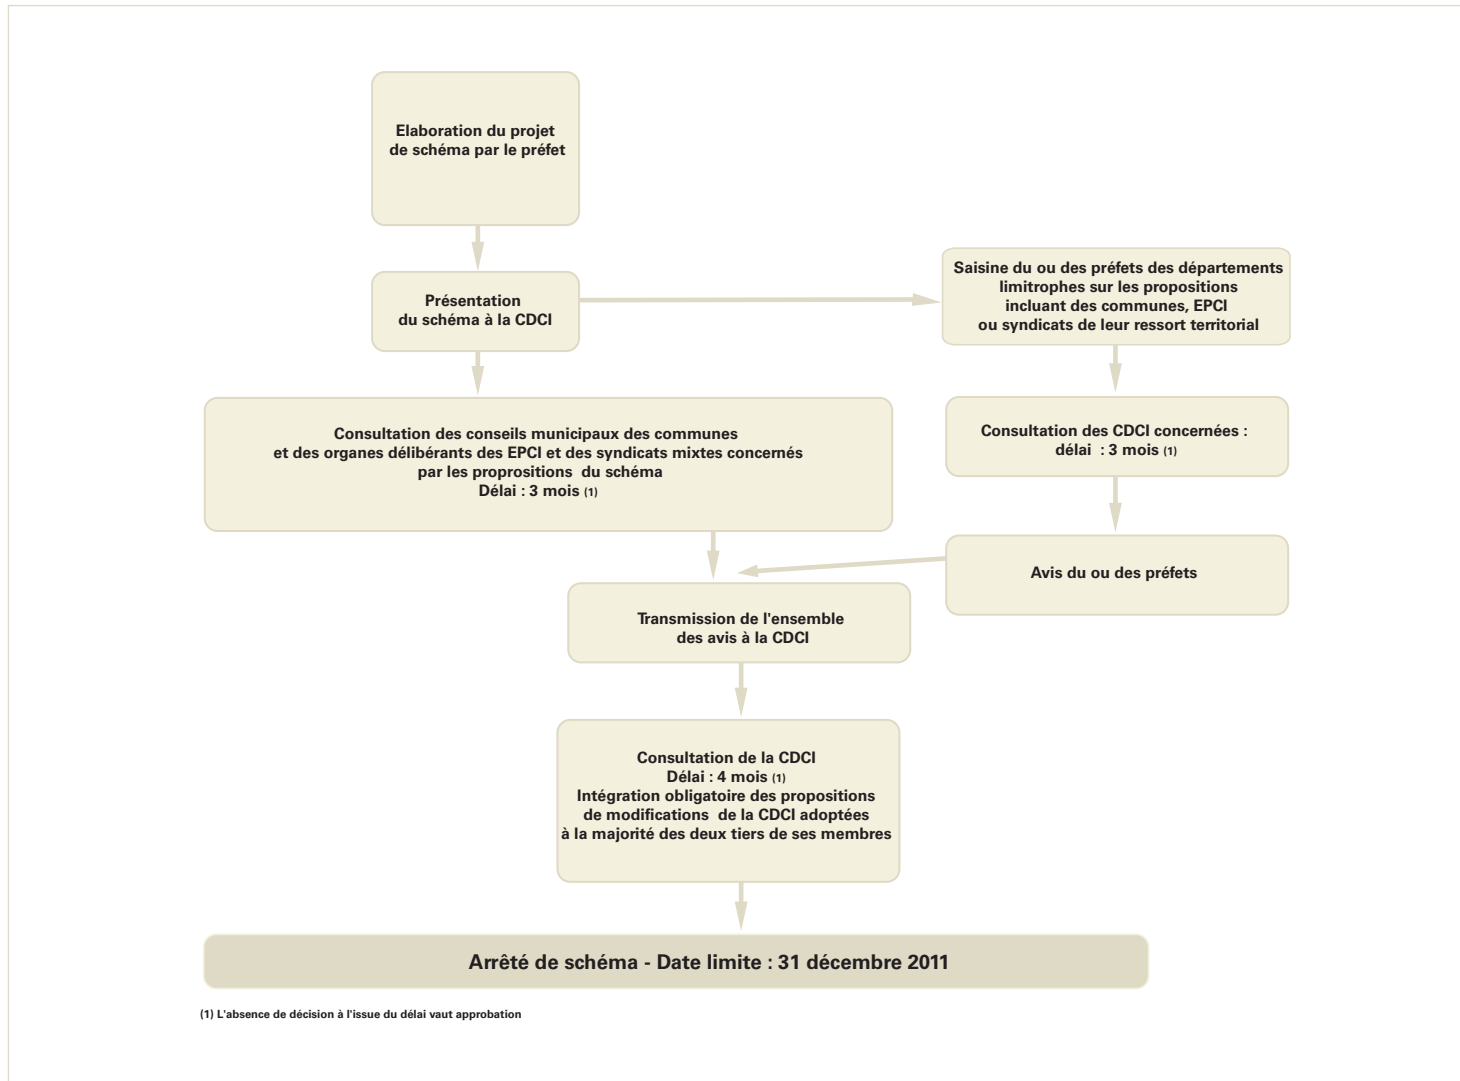 Elaboration du projet
de schéma par le préfet
Présentation
du schéma à la CDCI
Saisine du ou des préfets des départements
limitrophes sur les propositions
incluant des communes, EPCI
ou syndicats de leur ressort territorial
Consultation des conseils municipaux des communes
et des organes délibérants des EPCI et des syndicats mixtes concernés
par les proprositions du schéma
Délai : 3 mois (1)
Consultation des CDCI concernées :
délai : 3 mois (1)
Avis du ou des préfets
Transmission de l'ensemble
des avis à la CDCI
Consultation de la CDCI
Délai : 4 mois (1)
Intégration obligatoire des propositions
de modifications de la CDCI adoptées
à la majorité des deux tiers de ses membres
Arrêté de schéma - Date limite : 31 décembre 2011
(1) L'absence de décision à l'issue du délai vaut approbation